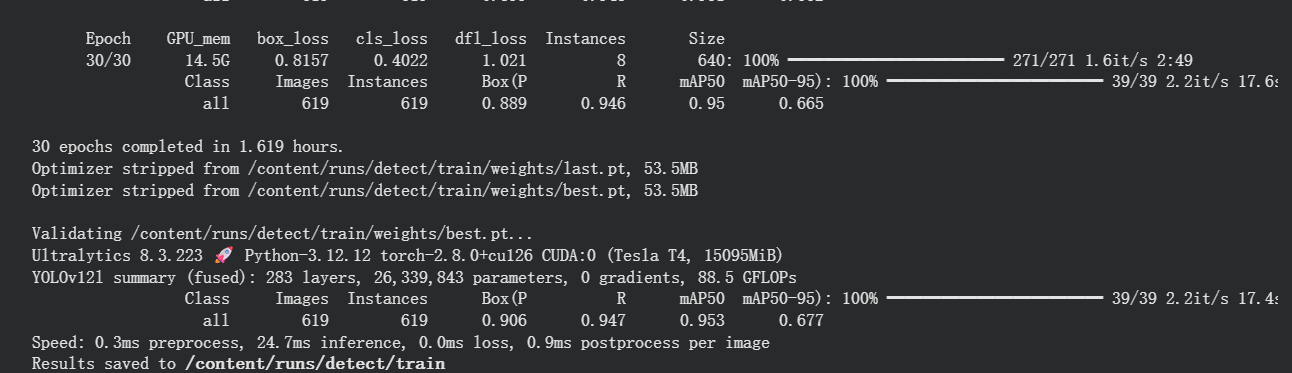 Epoch GPU_mem box_loss cls_loss dfl_loss Instances Size
30/30 14.5G 0.8157 0.4022 1.021 8 640: 100% ━━━━━━━━━━━━ 271/271 1.6it/s 2:49
Class Images Instances Box(P R mAP50 mAP50-95): 100% ━━━━━━━━━━━━ 39/39 2.2it/s 17.6s
all 619 619 0.889 0.946 0.95 0.665
30 epochs completed in 1.619 hours.
Optimizer stripped from /content/runs/detect/train/weights/last.pt, 53.5MB
Optimizer stripped from /content/runs/detect/train/weights/best.pt, 53.5MB
Validating /content/runs/detect/train/weights/best.pt...
Ultralytics 8.3.223 🚀 Python-3.12.12 torch-2.8.0+cu126 CUDA:0 (Tesla T4, 15095MiB)
YOLOv12l summary (fused): 283 layers, 26,339,843 parameters, 0 gradients, 88.5 GFLOPs
Class Images Instances Box(P R mAP50 mAP50-95): 100% ━━━━━━━━━━━━ 39/39 2.2it/s 17.4s
all 619 619 0.906 0.947 0.953 0.677
Speed: 0.3ms preprocess, 24.7ms inference, 0.0ms loss, 0.9ms postprocess per image
Results saved to /content/runs/detect/train